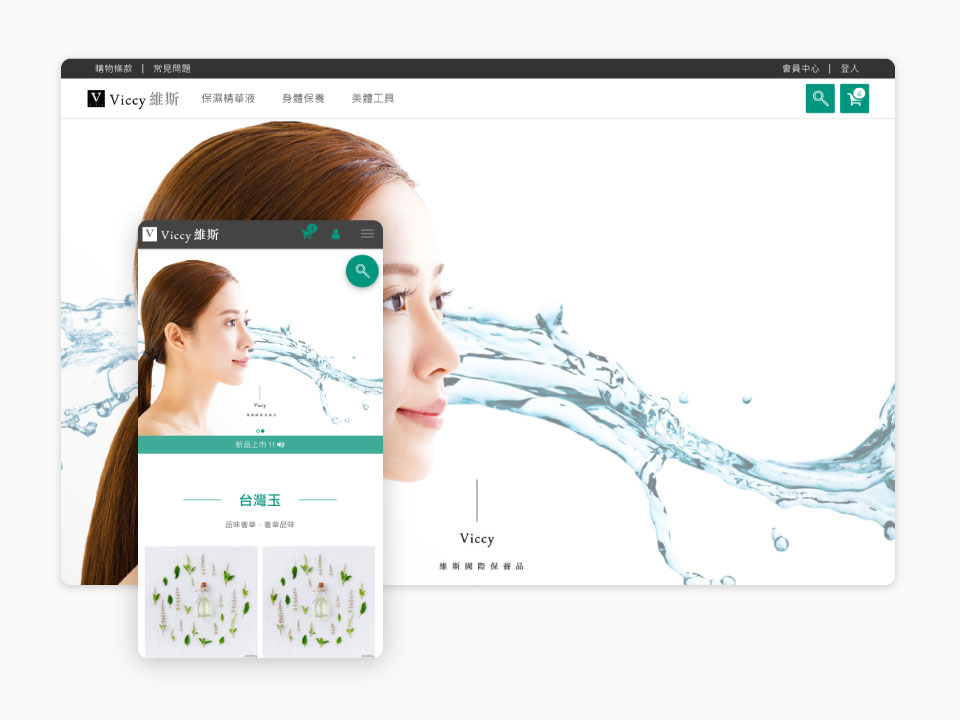 購物條款 | 常見問題
會員中心 | 登入
V Viccy 維斯
保濕精華液 身體保養 美體工具
4
V Viccy 維斯
Viccy
新品上市 !!
台灣玉
品味奢華 · 奢華品味
Viccy
維斯國際保養品